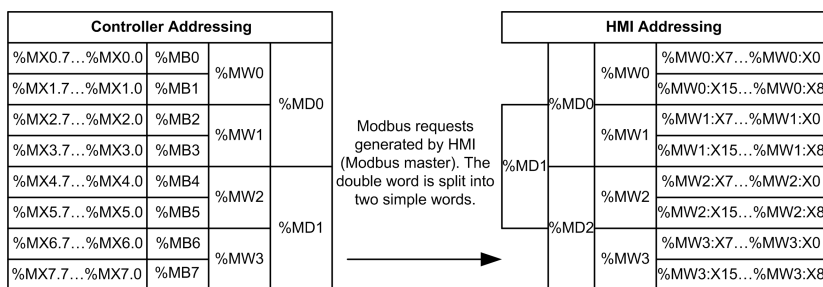 Controller Addressing
%MX0.7...%MX0.0 %MB0 %MW0 %MD0
%MX1.7...%MX1.0 %MB1
%MX2.7...%MX2.0 %MB2 %MW1
%MX3.7...%MX3.0 %MB3
%MX4.7...%MX4.0 %MB4 %MW2 %MD1
%MX5.7...%MX5.0 %MB5
%MX6.7...%MX6.0 %MB6 %MW3
%MX7.7...%MX7.0 %MB7
Modbus requests
generated by HMI
(Modbus master). The
double word is split into
two simple words.
HMI Addressing
%MD0 %MW0 %MW0:X7...%MW0:X0
%MW0:X15...%MW0:X8
%MD1 %MW1 %MW1:X7...%MW1:X0
%MW1:X15...%MW1:X8
%MD2 %MW2 %MW2:X7...%MW2:X0
%MW2:X15...%MW2:X8
%MW3 %MW3:X7...%MW3:X0
%MW3:X15...%MW3:X8